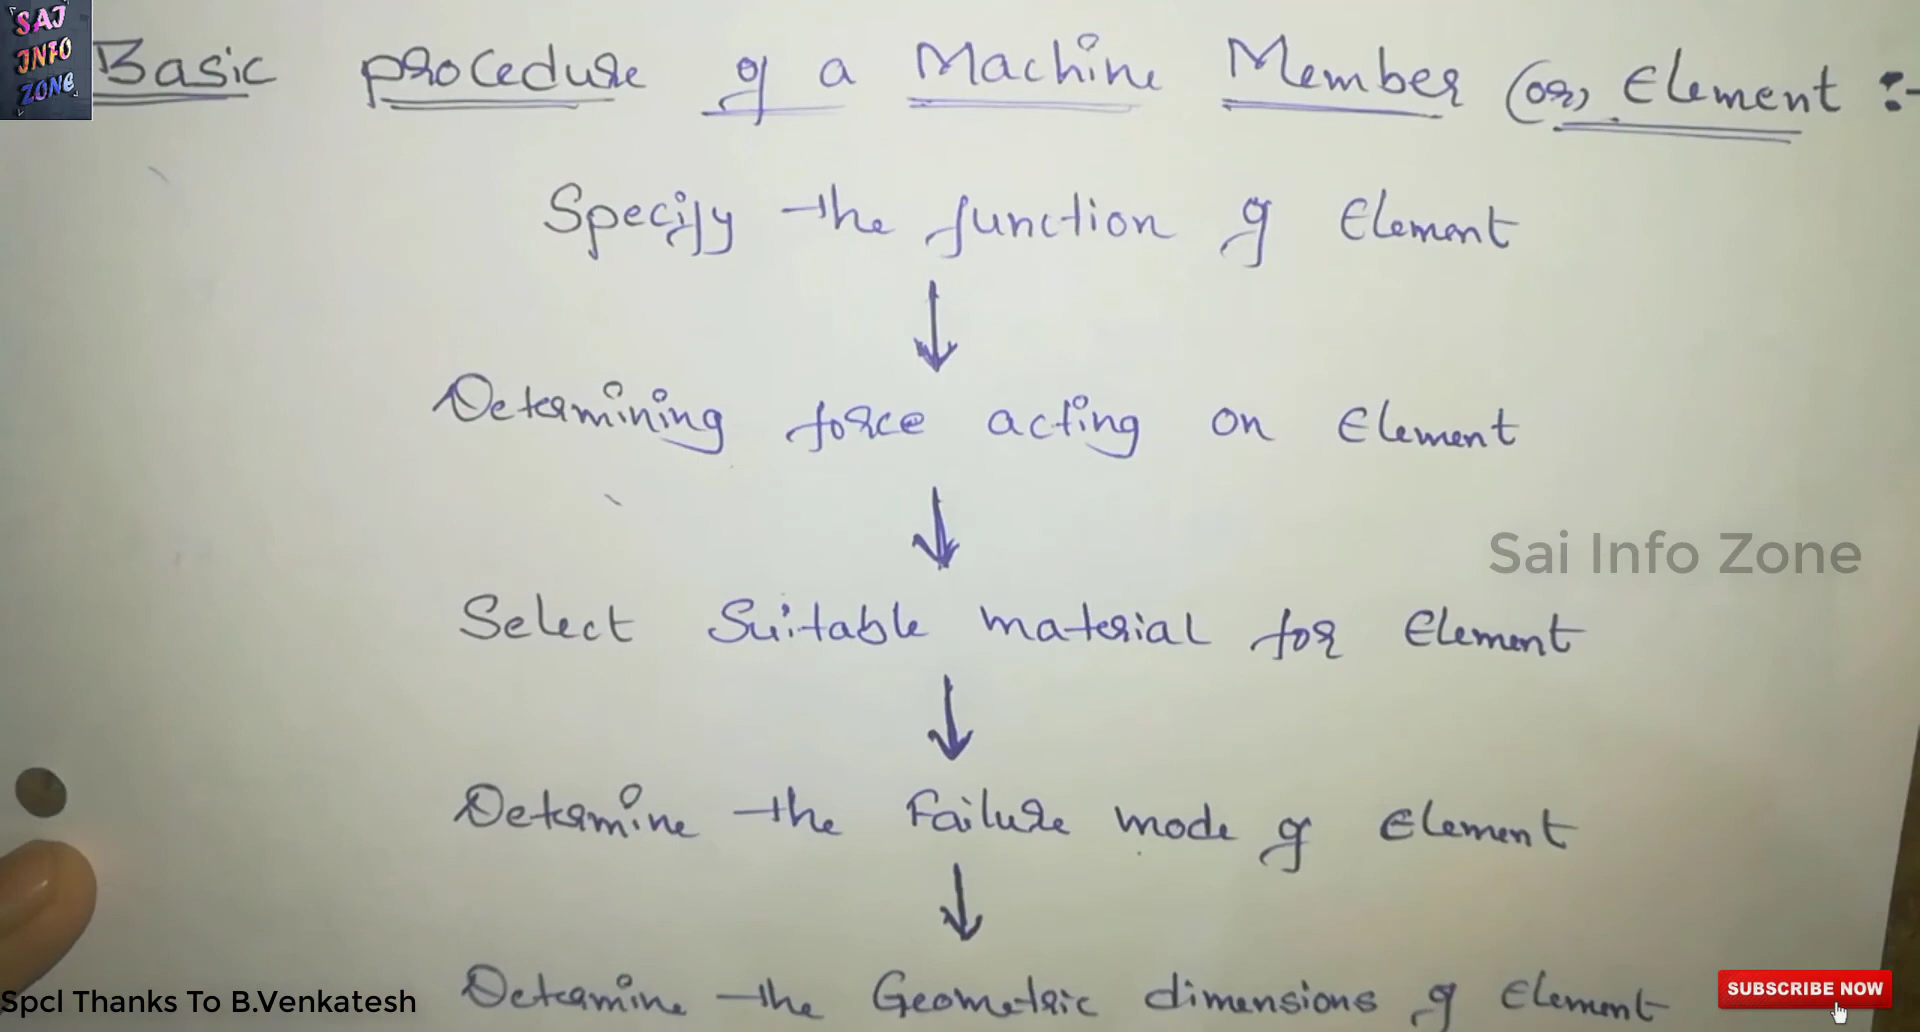 SAI
INFO
ZONE
Basic procedure of a Machine Member (or) Element :-
Specify the function of Element
Determining force acting on Element
Sai Info Zone
Select Suitable material for Element
Determine the Failure mode of Element
Determine the Geometric dimensions of Element
Spcl Thanks To B.Venkatesh
SUBSCRIBE NOW